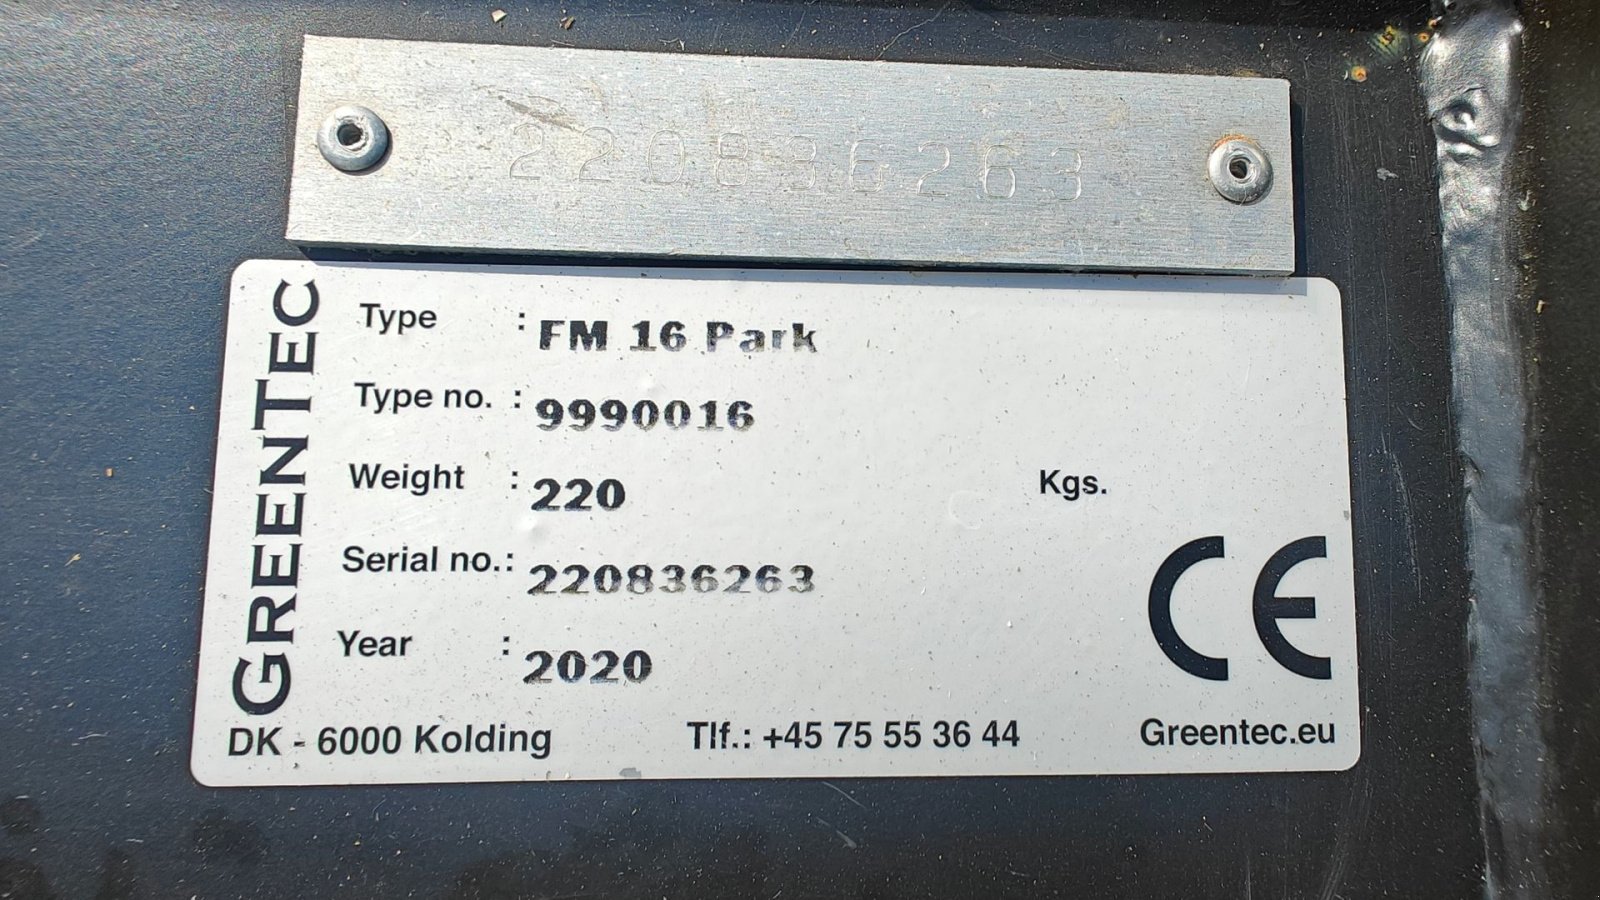 220836263
GREENTEC
Type : FM 16 Park
Type no. : 9990016
Weight : 220 Kgs.
Serial no.: 220836263
Year : 2020
CE
DK - 6000 Kolding Tlf.: +45 75 55 36 44 Greentec.eu